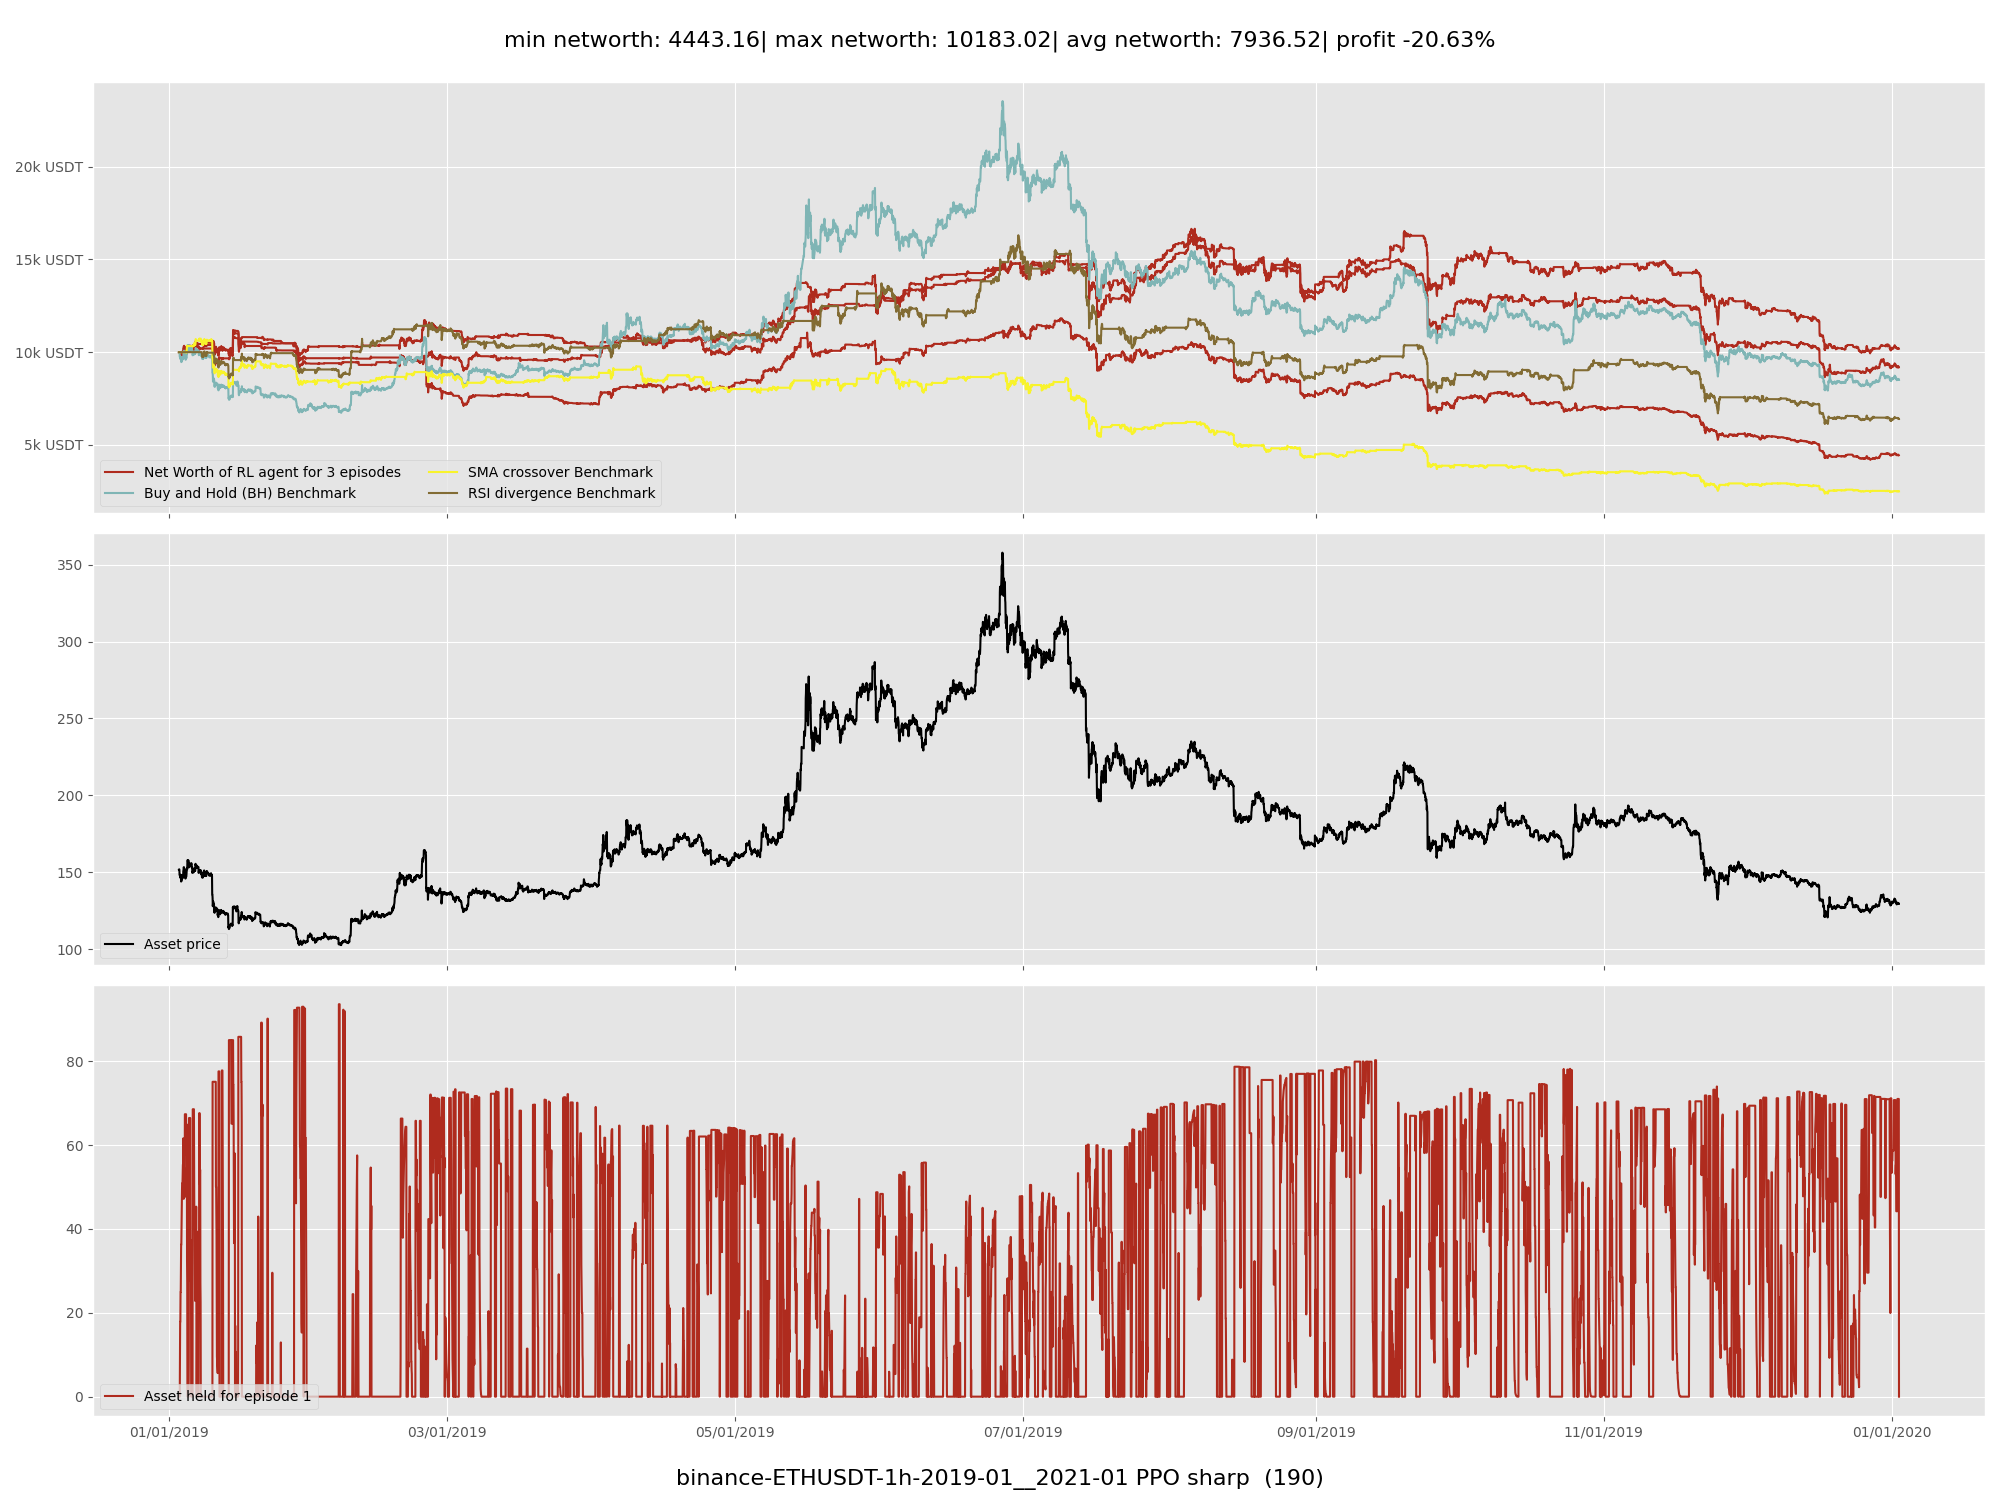 min networth: 4443.16| max networth: 10183.02| avg networth: 7936.52| profit -20.63%
20k USDT
15k USDT
10k USDT
5k USDT
Net Worth of RL agent for 3 episodes
Buy and Hold (BH) Benchmark
SMA crossover Benchmark
RSI divergence Benchmark
350
300
250
200
150
100
Asset price
80
60
40
20
0
Asset held for episode 1
01/01/2019 03/01/2019 05/01/2019 07/01/2019 09/01/2019 11/01/2019 01/01/2020
binance-ETHUSDT-1h-2019-01__2021-01 PPO sharp (190)